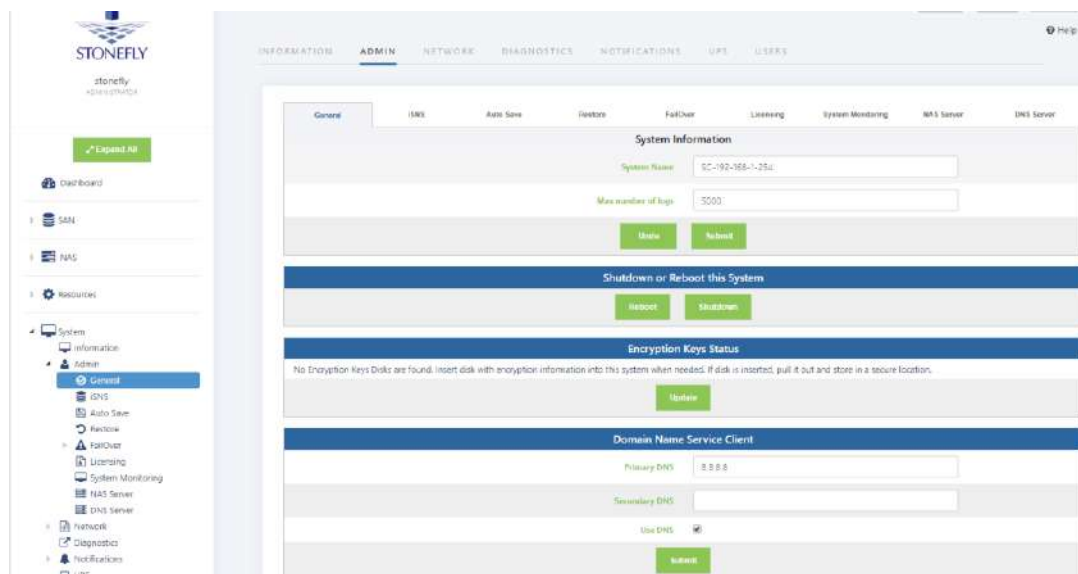 STONEFLY
stonefly
ADMINISTRATOR
Expand All
Dashboard
SAN
NAS
Resources
System
Information
Admin
General
iSNS
Auto Save
Restore
FailOver
Licensing
System Monitoring
NAS Server
DNS Server
Network
Diagnostics
Notifications
UPS
Help
INFORMATION ADMIN NETWORK DIAGNOSTICS NOTIFICATIONS UPS USERS
General iSNS Auto Save Restore FailOver Licensing System Monitoring NAS Server DNS Server
System Information
System Name SC-192-168-1-254
Max number of logs 5000
Undo Submit
Shutdown or Reboot this System
Reboot Shutdown
Encryption Keys Status
No Encryption Keys Disks are found. Insert disk with encryption information into this system when needed. If disk is inserted, pull it out and store in a secure location.
Update
Domain Name Service Client
Primary DNS 8.8.8.8
Secondary DNS
Use DNS
Submit